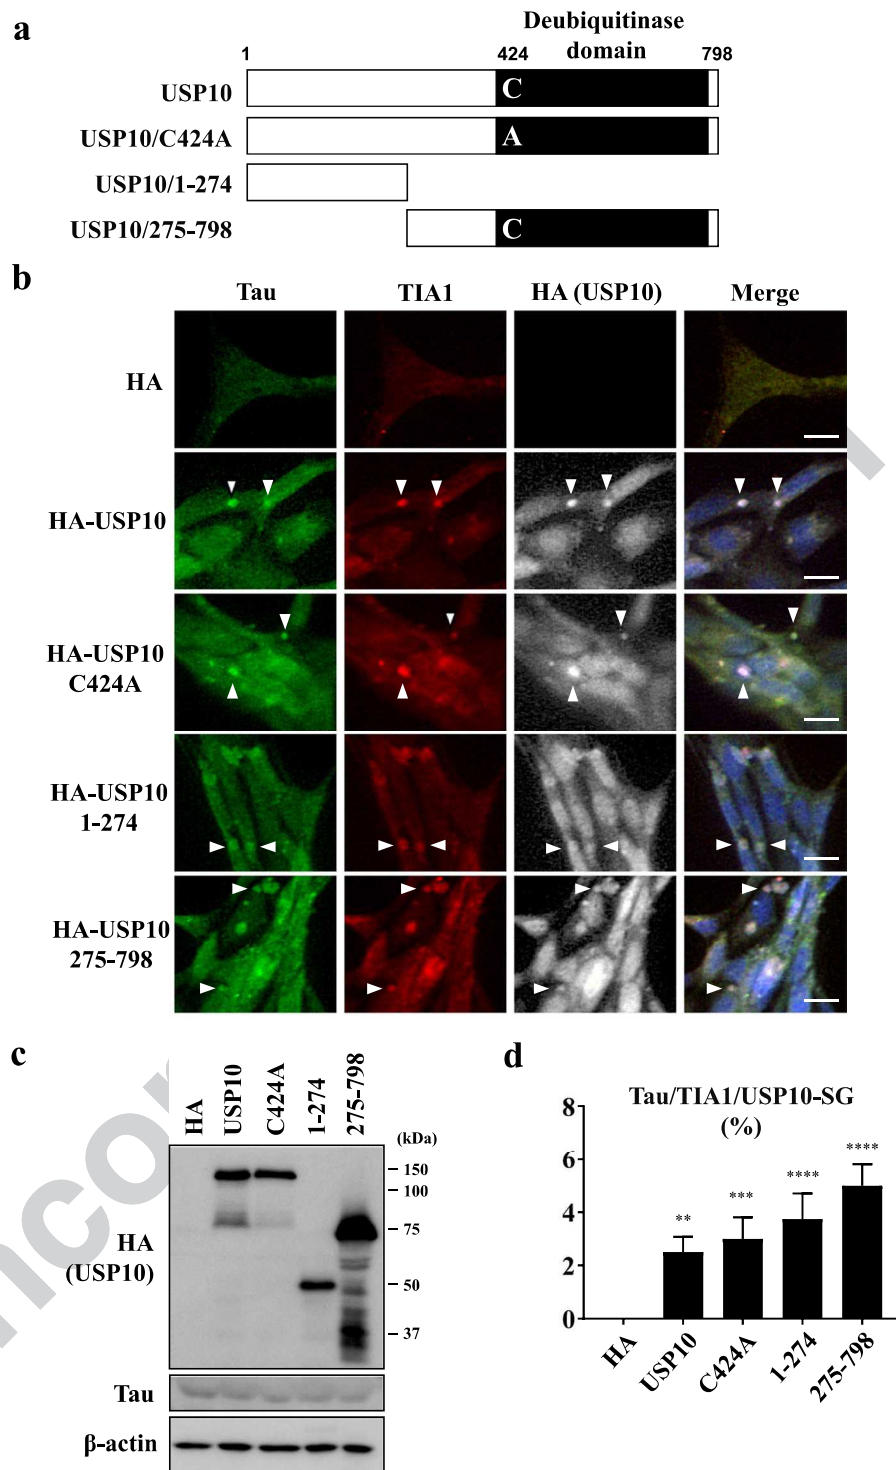 a
Deubiquitinase
domain
1 424 798
USP10 C
USP10/C424A A
USP10/1-274
USP10/275-798 C
b
Tau TIA1 HA (USP10) Merge
HA
HA-USP10
HA-USP10
C424A
HA-USP10
1-274
HA-USP10
275-798
c
HA USP10 C424A 1-274 275-798
(kDa)
150
100
75
50
37
HA
(USP10)
Tau
β-actin
d
Tau/TIA1/USP10-SG
(%)
8
6
4
2
0
** *** **** ****
HA USP10 C424A 1-274 275-798